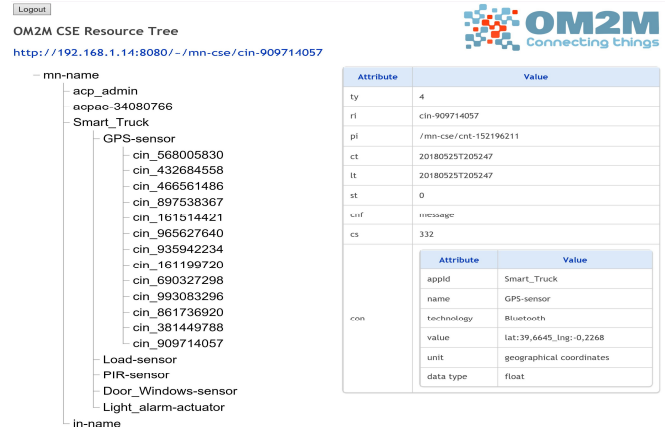 Logout
OM2M CSE Resource Tree
OM2M
Connecting things
http://192.168.1.14:8080/~/mn-cse/cin-909714057
mn-name
acp_admin
acpae-34080766
Smart_Truck
GPS-sensor
cin_568005830
cin_432684558
cin_466561486
cin_897538367
cin_161514421
cin_965627640
cin_935942234
cin_161199720
cin_690327298
cin_993083296
cin_861736920
cin_381449788
cin_909714057
Load-sensor
PIR-sensor
Door_Windows-sensor
Light_alarm-actuator
in-name
Attribute Value
ty 4
ri cin-909714057
pi /mn-cse/cnt-152196211
ct 20180525T205247
lt 20180525T205247
st 0
cnf message
cs 332
con
Attribute Value
appId Smart_Truck
name GPS-sensor
technology Bluetooth
value lat:39,6645_lng:-0,2268
unit geographical coordinates
data type float